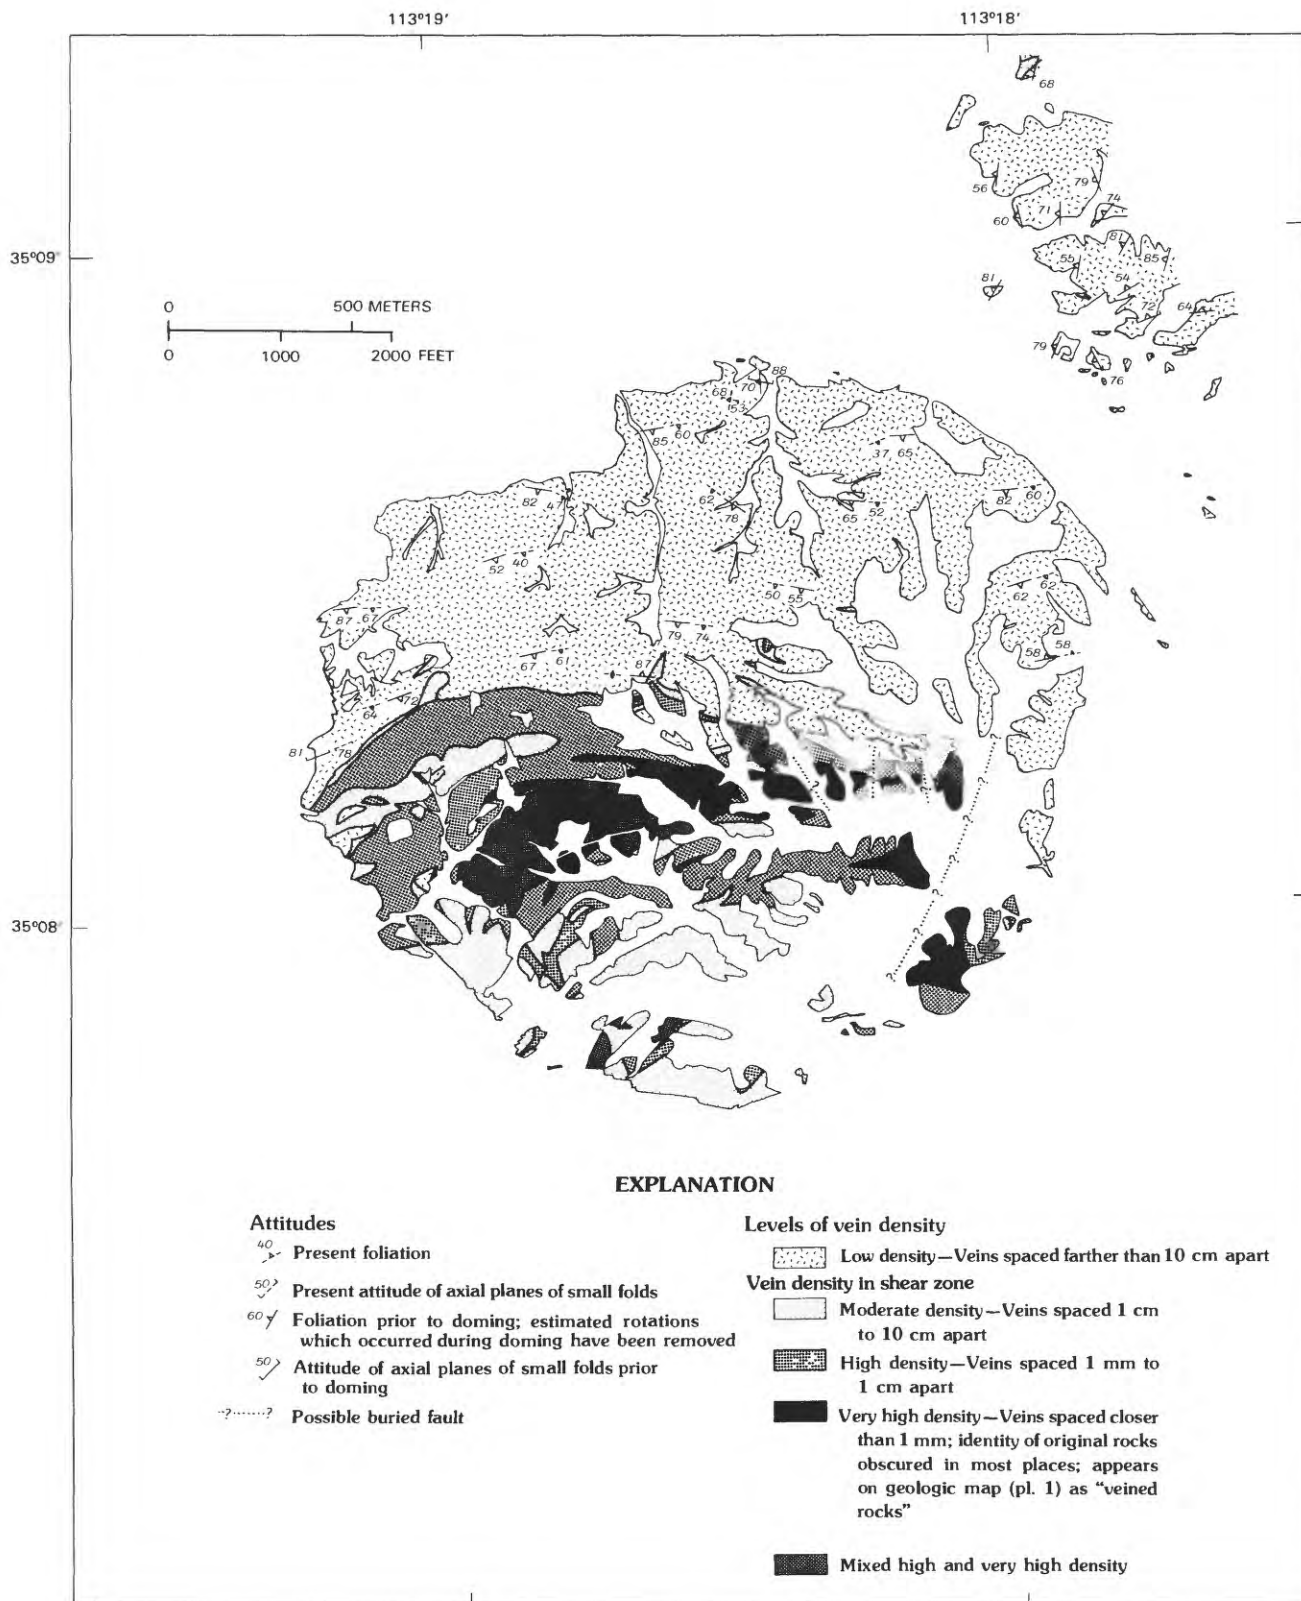 113°19' 113°18'
68
56 79
60 71 74
35°09'
81
55 85
81 54
72 64
79
76
0 500 METERS
0 1000 2000 FEET
88
68 70
53
85 60
37 65
82 47
62 78
65 52
82 60
52 40
50 55
62 62
87 67
79 74
67 61 87
58 58
72
64
81 78
? ?
?
?
?
35°08'
?
EXPLANATION
Attitudes
40 Present foliation
50 Present attitude of axial planes of small folds
60 Foliation prior to doming; estimated rotations
which occurred during doming have been removed
50 Attitude of axial planes of small folds prior
to doming
-?.......? Possible buried fault
Levels of vein density
Low density—Veins spaced farther than 10 cm apart
Vein density in shear zone
Moderate density—Veins spaced 1 cm
to 10 cm apart
High density—Veins spaced 1 mm to
1 cm apart
Very high density—Veins spaced closer
than 1 mm; identity of original rocks
obscured in most places; appears
on geologic map (pl. 1) as "veined
rocks"
Mixed high and very high density